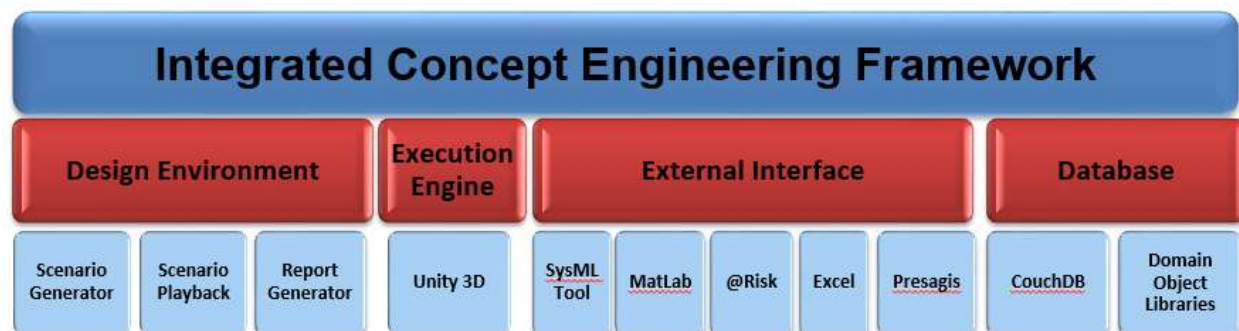 Integrated Concept Engineering Framework
Design Environment
Execution
Engine
External Interface
Database
Scenario
Generator
Scenario
Playback
Report
Generator
Unity 3D
SysML
Tool
MatLab
@Risk
Excel
Presagis
CouchDB
Domain
Object
Libraries